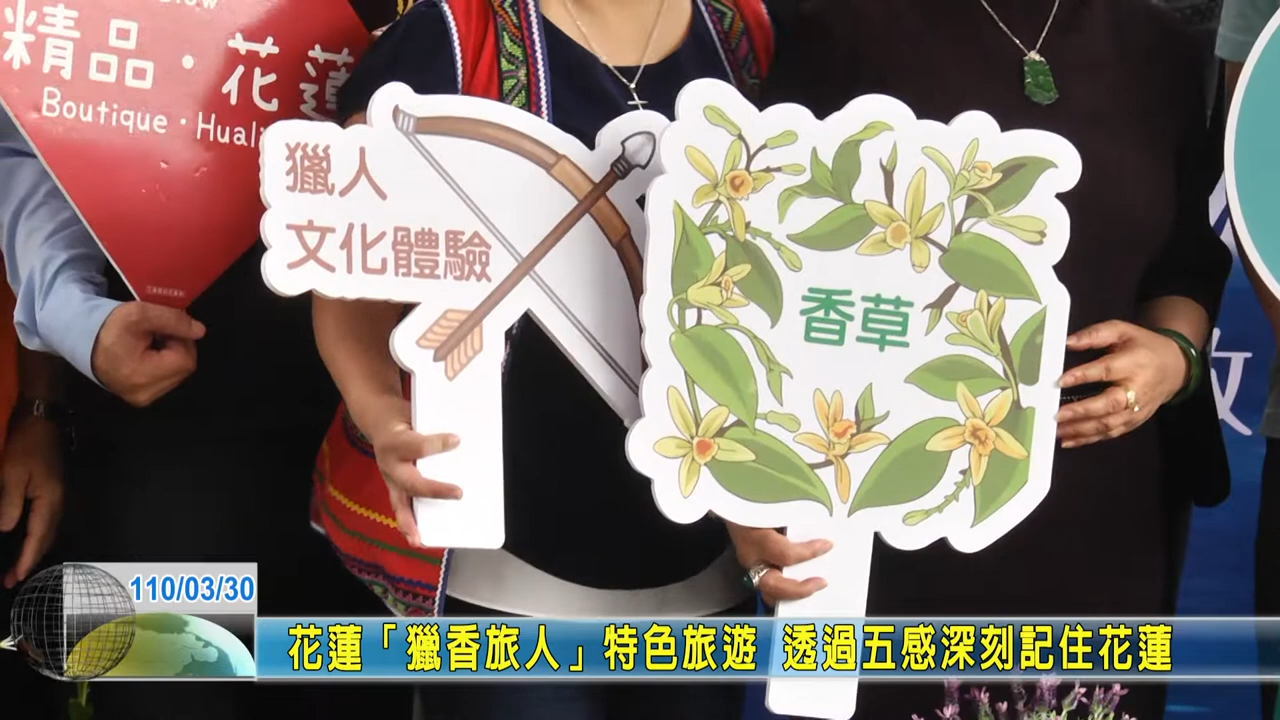 精品・花蓮
Boutique・Huali
獵人
文化體驗
香草
110/03/30
花蓮「獵香旅人」特色旅遊 透過五感深刻記住花蓮